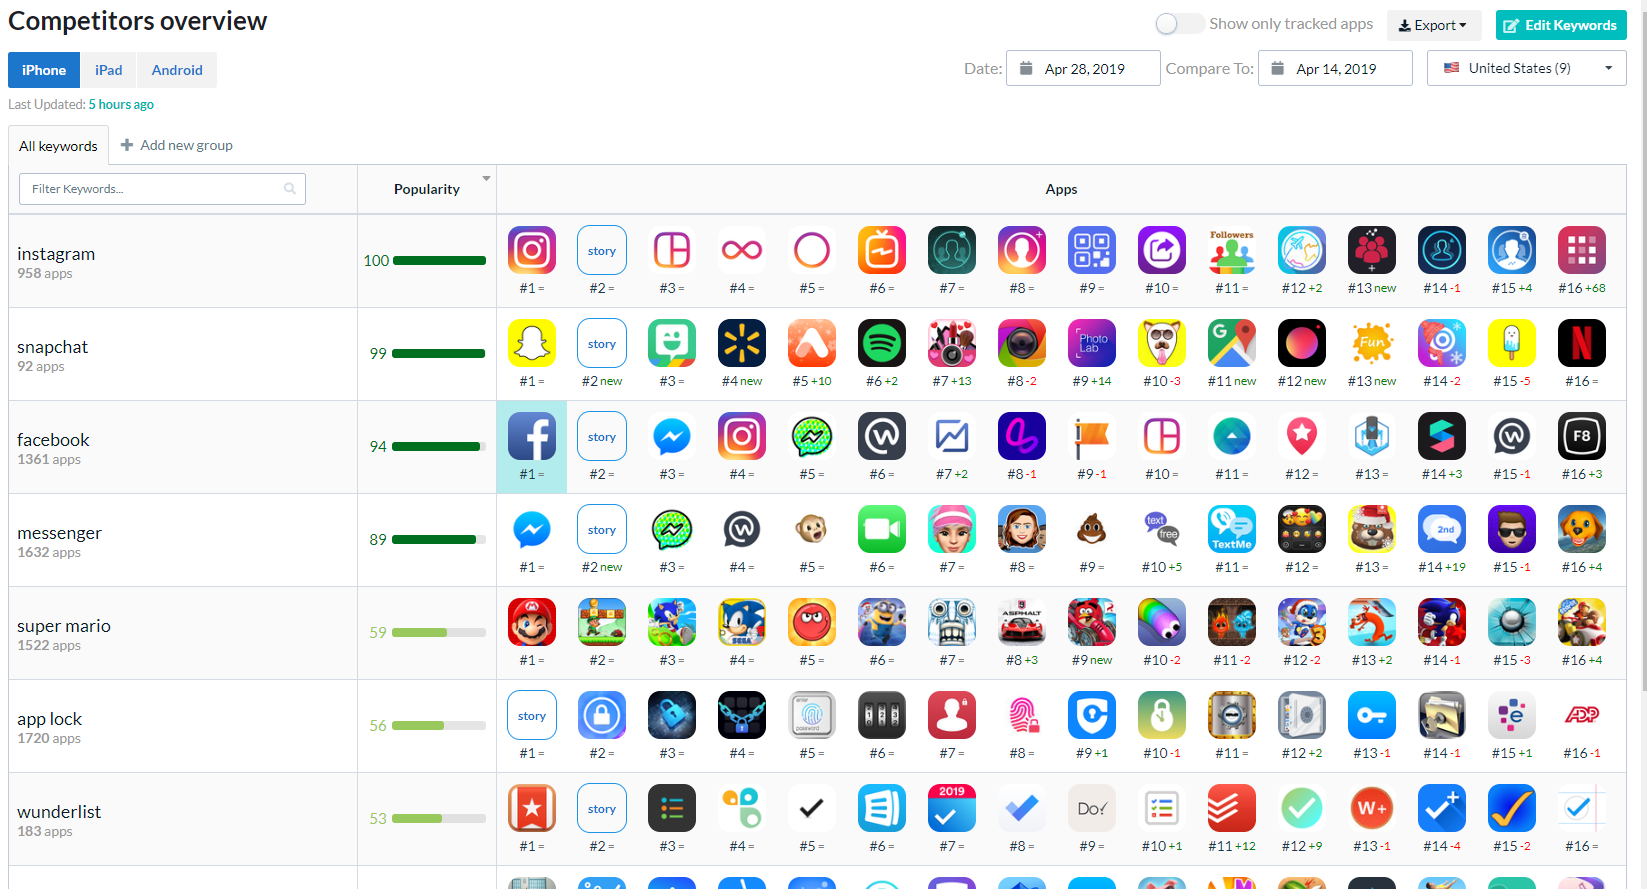 Competitors overview
Show only tracked apps
Export
Edit Keywords
iPhone
iPad
Android
Date:
Apr 28, 2019
Compare To:
Apr 14, 2019
United States (9)
Last Updated: 5 hours ago
All keywords
Add new group
Filter Keywords...
Popularity
Apps
instagram
958 apps
100
story
Followers
#1 = #2 = #3 = #4 = #5 = #6 = #7 = #8 = #9 = #10 = #11 = #12 +2 #13 new #14 -1 #15 +4 #16 +68
snapchat
92 apps
99
story
Photo Lab
G
Fun
N
#1 = #2 new #3 = #4 new #5 +10 #6 +2 #7 +13 #8 -2 #9 +14 #10 -3 #11 new #12 new #13 new #14 -2 #15 -5 #16 =
facebook
1361 apps
94
f
story
F8
#1 = #2 = #3 = #4 = #5 = #6 = #7 +2 #8 -1 #9 -1 #10 = #11 = #12 = #13 = #14 +3 #15 -1 #16 +3
messenger
1632 apps
89
story
text free
TextMe
2nd
#1 = #2 new #3 = #4 = #5 = #6 = #7 = #8 = #9 = #10 +5 #11 = #12 = #13 = #14 +19 #15 -1 #16 +4
super mario
1522 apps
59
SEGA
ASPHALT
3
#1 = #2 = #3 = #4 = #5 = #6 = #7 = #8 +3 #9 new #10 -2 #11 -2 #12 -2 #13 +2 #14 -1 #15 -3 #16 +4
app lock
1720 apps
56
story
password
e
ADP
#1 = #2 = #3 = #4 = #5 = #6 = #7 = #8 = #9 +1 #10 -1 #11 = #12 +2 #13 -1 #14 -1 #15 +1 #16 -1
wunderlist
183 apps
53
story
2019
Do!
W+
#1 = #2 = #3 = #4 = #5 = #6 = #7 = #8 = #9 = #10 +1 #11 +12 #12 +9 #13 -1 #14 -4 #15 -2 #16 =